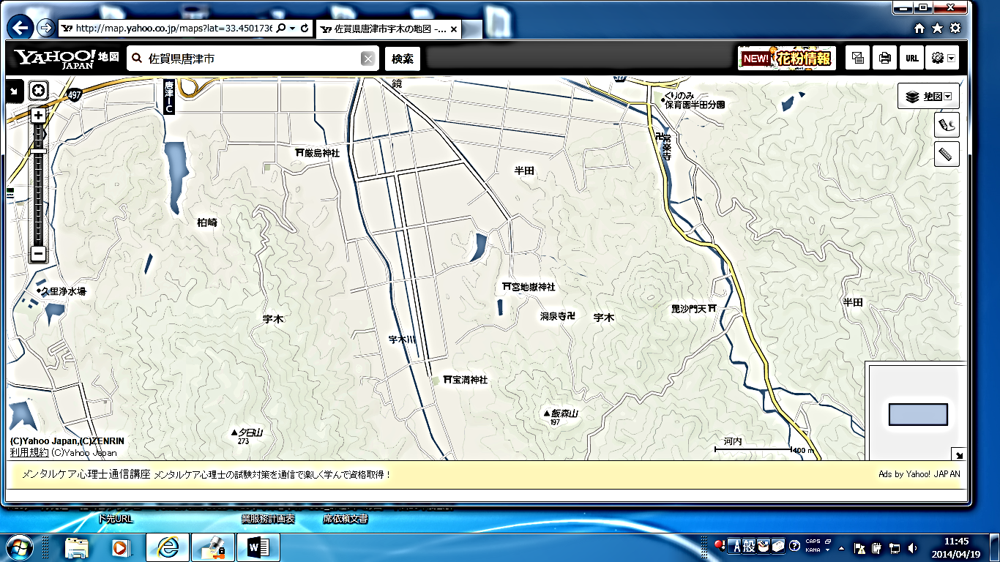 http://map.yahoo.co.jp/maps?lat=33.4501736
佐賀県唐津市宇木の地図 -...
YAHOO! 地図
JAPAN
佐賀県唐津市
検索
NEW! 花粉情報
URL
497
唐津IC
鏡
くりのみ
保育園半田分園
地図
常楽寺
厳島神社
半田
柏崎
久里浄水場
宮地嶽神社
宇木
洞泉寺
宇木
毘沙門天
半田
宇木川
宝満神社
飯森山
197
夕日山
273
河内
400 m
(C)Yahoo Japan,(C)ZENRIN
利用規約 (C)Yahoo Japan
メンタルケア心理士通信講座 メンタルケア心理士の試験対策を通信で楽しく学んで資格取得！
Ads by Yahoo! JAPAN
ド先URL
業服務計画表
席依頼文書
A 般
CAPS
KANA
11:45
2014/04/19